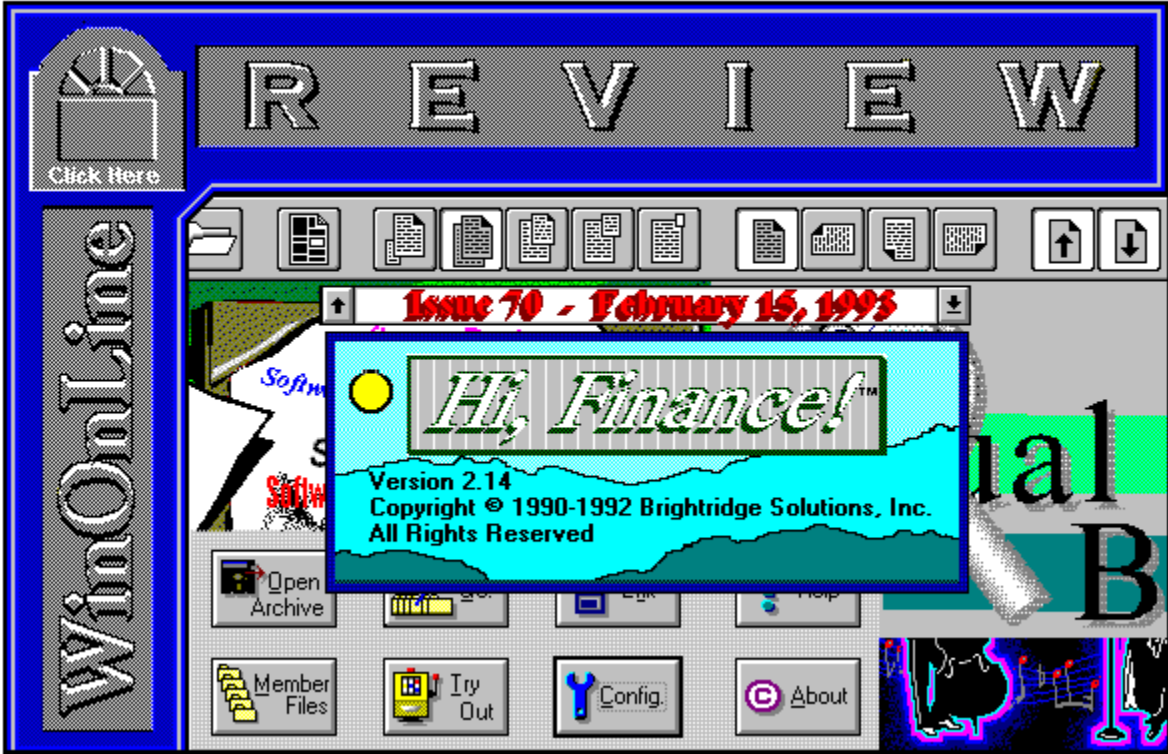 REVIEW
Click Here
WinOnLine
Issue 70 - February 15, 1993
Hi, Finance!™
Version 2.14
Copyright © 1990-1992 Brightridge Solutions, Inc.
All Rights Reserved
ual
B
Open
Archive
Help
Member
Files
Try
Out
Config.
© About